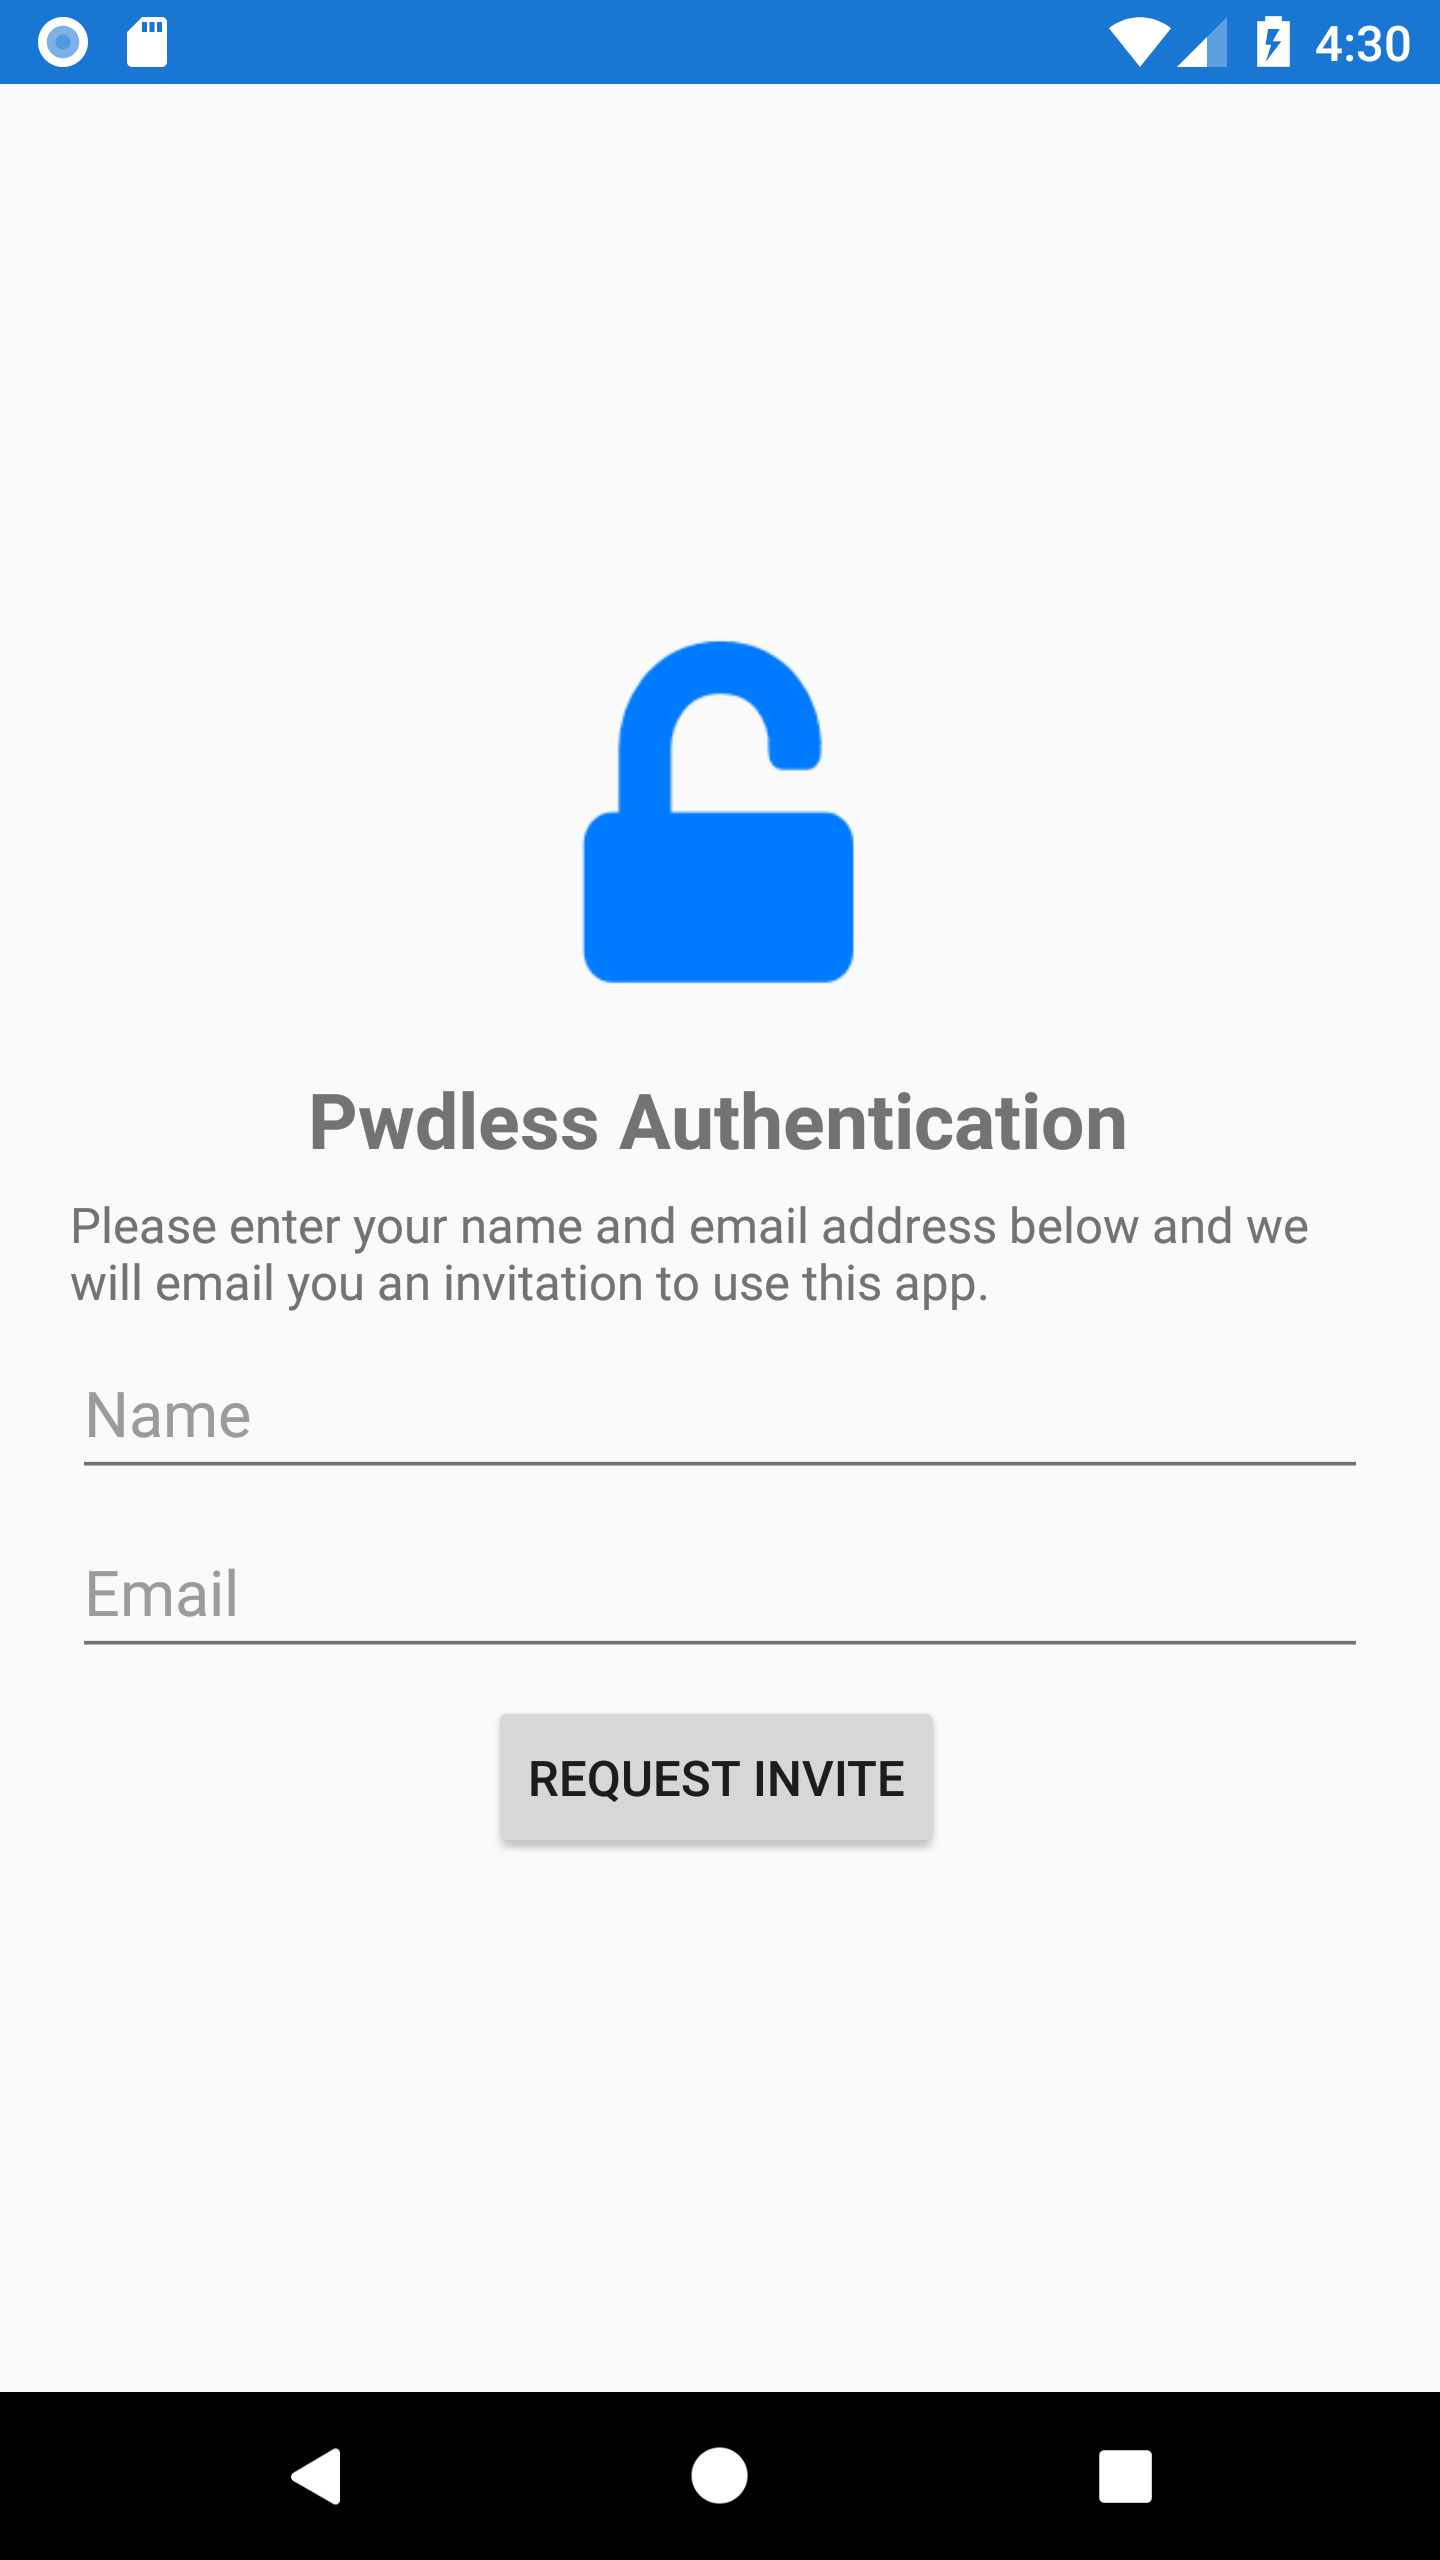 4:30
Pwdless Authentication
Please enter your name and email address below and we
will email you an invitation to use this app.
Name
Email
REQUEST INVITE